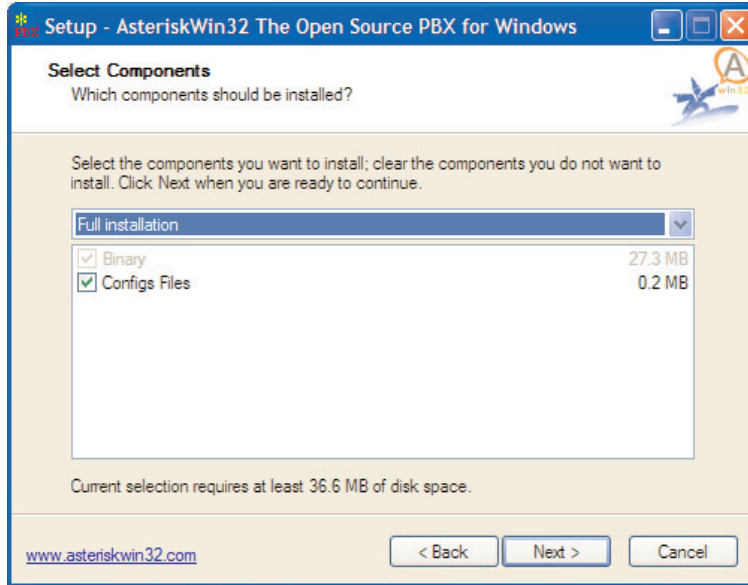 PBX Setup - AsteriskWin32 The Open Source PBX for Windows
Select Components
Which components should be installed?
A
win32
Select the components you want to install; clear the components you do not want to
install. Click Next when you are ready to continue.
Full installation
Binary 27.3 MB
Configs Files 0.2 MB
Current selection requires at least 36.6 MB of disk space.
www.asteriskwin32.com
< Back
Next >
Cancel